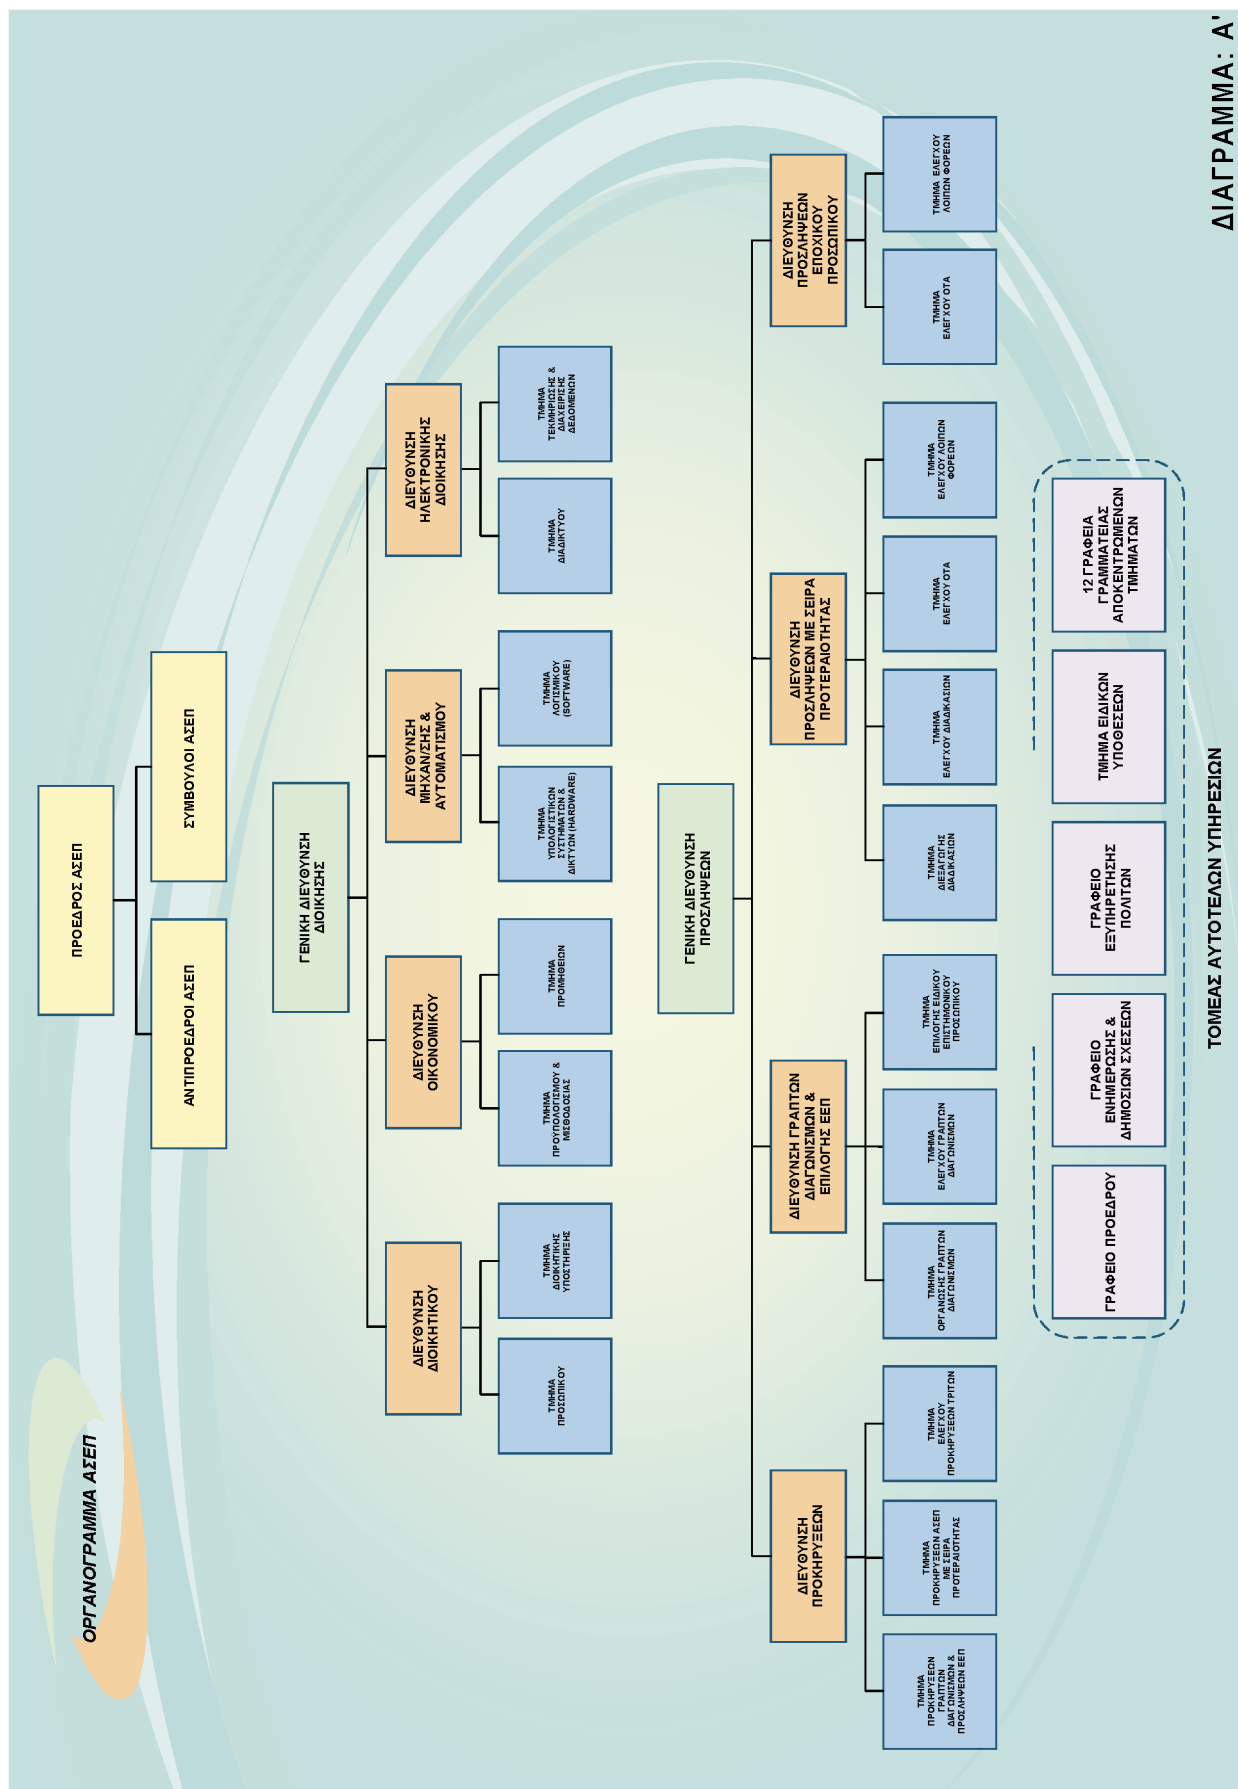 ΟΡΓΑΝΟΓΡΑΜΜΑ ΑΣΕΠ
ΠΡΟΕΔΡΟΣ ΑΣΕΠ
ΑΝΤΙΠΡΟΕΔΡΟΙ ΑΣΕΠ
ΣΥΜΒΟΥΛΟΙ ΑΣΕΠ
ΓΕΝΙΚΗ ΔΙΕΥΘΥΝΣΗ
ΔΙΟΙΚΗΣΗΣ
ΔΙΕΥΘΥΝΣΗ
ΔΙΟΙΚΗΤΙΚΟΥ
ΔΙΕΥΘΥΝΣΗ
ΟΙΚΟΝΟΜΙΚΟΥ
ΔΙΕΥΘΥΝΣΗ
ΜΗΧΑΝ/ΣΗΣ &
ΑΥΤΟΜΑΤΙΣΜΟΥ
ΔΙΕΥΘΥΝΣΗ
ΗΛΕΚΤΡΟΝΙΚΗΣ
ΔΙΟΙΚΗΣΗΣ
ΤΜΗΜΑ
ΠΡΟΣΩΠΙΚΟΥ
ΤΜΗΜΑ
ΔΙΟΙΚΗΤΙΚΗΣ
ΥΠΟΣΤΗΡΙΞΗΣ
ΤΜΗΜΑ
ΠΡΟΥΠΟΛΟΓΙΣΜΟΥ &
ΜΙΣΘΟΔΟΣΙΑΣ
ΤΜΗΜΑ
ΠΡΟΜΗΘΕΙΩΝ
ΤΜΗΜΑ
ΥΠΟΛΟΓΙΣΤΙΚΩΝ
ΣΥΣΤΗΜΑΤΩΝ &
ΔΙΚΤΥΩΝ (HARDWARE)
ΤΜΗΜΑ
ΛΟΓΙΣΜΙΚΟΥ
(SOFTWARE)
ΤΜΗΜΑ
ΔΙΑΔΙΚΤΥΟΥ
ΤΜΗΜΑ
ΤΕΚΜΗΡΙΩΣΗΣ &
ΔΙΑΧΕΙΡΙΣΗΣ
ΔΕΔΟΜΕΝΩΝ
ΓΕΝΙΚΗ ΔΙΕΥΘΥΝΣΗ
ΠΡΟΣΛΗΨΕΩΝ
ΔΙΕΥΘΥΝΣΗ
ΠΡΟΚΗΡΥΞΕΩΝ
ΔΙΕΥΘΥΝΣΗ ΓΡΑΠΤΩΝ
ΔΙΑΓΩΝΙΣΜΩΝ &
ΕΠΙΛΟΓΗΣ ΕΕΠ
ΔΙΕΥΘΥΝΣΗ
ΠΡΟΣΛΗΨΕΩΝ ΜΕ ΣΕΙΡΑ
ΠΡΟΤΕΡΑΙΟΤΗΤΑΣ
ΔΙΕΥΘΥΝΣΗ
ΠΡΟΣΛΗΨΕΩΝ
ΕΠΟΧΙΚΟΥ
ΠΡΟΣΩΠΙΚΟΥ
ΤΜΗΜΑ
ΠΡΟΚΗΡΥΞΕΩΝ
ΓΡΑΠΤΩΝ
ΔΙΑΓΩΝΙΣΜΩΝ &
ΠΡΟΣΛΗΨΕΩΝ ΕΕΠ
ΤΜΗΜΑ
ΠΡΟΚΗΡΥΞΕΩΝ ΑΣΕΠ
ΜΕ ΣΕΙΡΑ
ΠΡΟΤΕΡΑΙΟΤΗΤΑΣ
ΤΜΗΜΑ
ΕΛΕΓΧΟΥ
ΠΡΟΚΗΡΥΞΕΩΝ ΤΡΙΤΩΝ
ΤΜΗΜΑ
ΟΡΓΑΝΩΣΗΣ ΓΡΑΠΤΩΝ
ΔΙΑΓΩΝΙΣΜΩΝ
ΤΜΗΜΑ
ΕΛΕΓΧΟΥ ΓΡΑΠΤΩΝ
ΔΙΑΓΩΝΙΣΜΩΝ
ΤΜΗΜΑ
ΕΠΙΛΟΓΗΣ ΕΙΔΙΚΟΥ
ΕΠΙΣΤΗΜΟΝΙΚΟΥ
ΠΡΟΣΩΠΙΚΟΥ
ΤΜΗΜΑ
ΔΙΕΞΑΓΩΓΗΣ
ΔΙΑΔΙΚΑΣΙΩΝ
ΤΜΗΜΑ
ΕΛΕΓΧΟΥ ΔΙΑΔΙΚΑΣΙΩΝ
ΤΜΗΜΑ
ΕΛΕΓΧΟΥ ΟΤΑ
ΤΜΗΜΑ
ΕΛΕΓΧΟΥ ΛΟΙΠΩΝ
ΦΟΡΕΩΝ
ΤΜΗΜΑ
ΕΛΕΓΧΟΥ ΟΤΑ
ΤΜΗΜΑ ΕΛΕΓΧΟΥ
ΛΟΙΠΩΝ ΦΟΡΕΩΝ
ΓΡΑΦΕΙΟ ΠΡΟΕΔΡΟΥ
ΓΡΑΦΕΙΟ
ΕΝΗΜΕΡΩΣΗΣ &
ΔΗΜΟΣΙΩΝ ΣΧΕΣΕΩΝ
ΓΡΑΦΕΙΟ
ΕΞΥΠΗΡΕΤΗΣΗΣ
ΠΟΛΙΤΩΝ
ΤΜΗΜΑ ΕΙΔΙΚΩΝ
ΥΠΟΘΕΣΕΩΝ
12 ΓΡΑΦΕΙΑ
ΓΡΑΜΜΑΤΕΙΑΣ
ΑΠΟΚΕΝΤΡΩΜΕΝΩΝ
ΤΜΗΜΑΤΩΝ
ΤΟΜΕΑΣ ΑΥΤΟΤΕΛΩΝ ΥΠΗΡΕΣΙΩΝ
ΔΙΑΓΡΑΜΜΑ: Α'